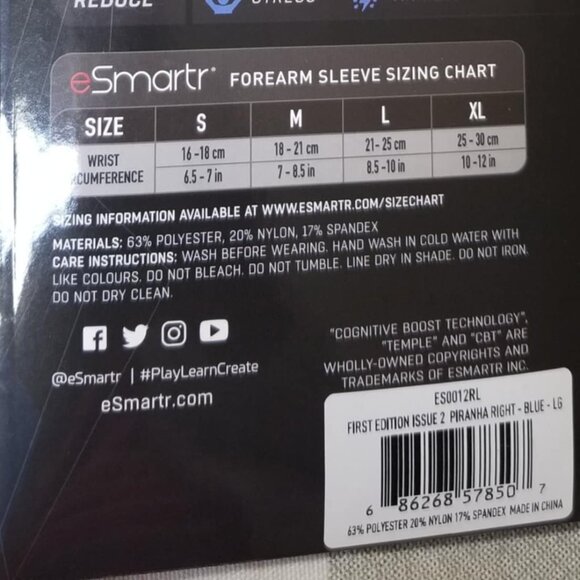 REDUCE STRESS
eSmartr® FOREARM SLEEVE SIZING CHART
SIZE S M L XL
WRIST 16-18 cm 18 - 21 cm 21- 25 cm 25 - 30 cm
6.5 - 7 in 7 - 8.5 in 8.5 -10 in 10 -12 in
SIZING INFORMATION AVAILABLE AT WWW.ESMARTR.COM/SIZECHART
MATERIALS: 63% POLYESTER, 20% NYLON, 17% SPANDEX
CARE INSTRUCTIONS: WASH BEFORE WEARING. HAND WASH IN COLD WATER WITH
LIKE COLOURS. DO NOT BLEACH. DO NOT TUMBLE. LINE DRY IN SHADE. DO NOT IRON.
DO NOT DRY CLEAN.
@eSmartr | #PlayLearnCreate
eSmartr.com
"COGNITIVE BOOST TECHNOLOGY",
"TEMPLE" AND "CBT" ARE
WHOLLY-OWNED COPYRIGHTS AND
TRADEMARKS OF ESMARTR INC.
ES0012RL
FIRST EDITION ISSUE 2 PIRANHA RIGHT - BLUE - LG
6 86268 57850 7
63% POLYESTER 20% NYLON 17% SPANDEX MADE IN CHINA